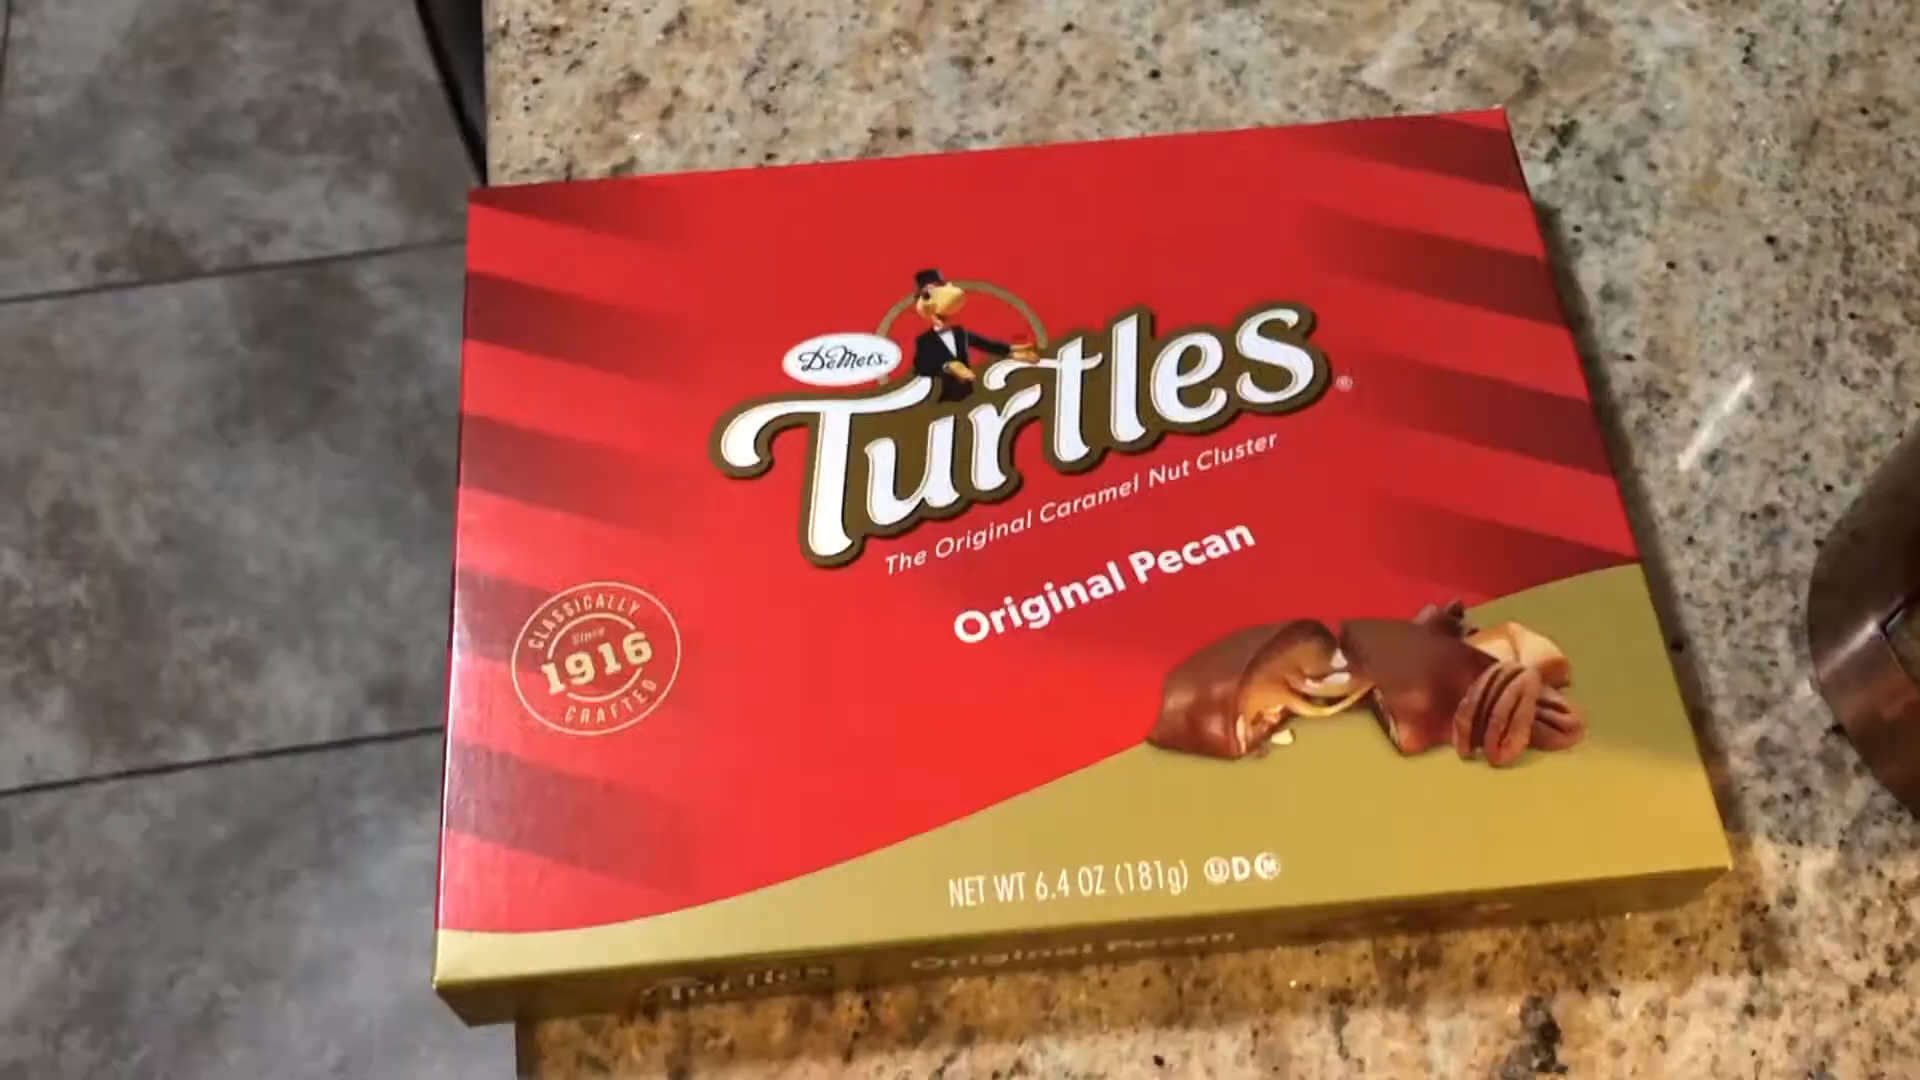 DeMet's
Turtles®
The Original Caramel Nut Cluster
Original Pecan
CLASSICALLY
Since
1916
CRAFTED
NET WT 6.4 OZ (181g) U D M
Turtles Original Pecan